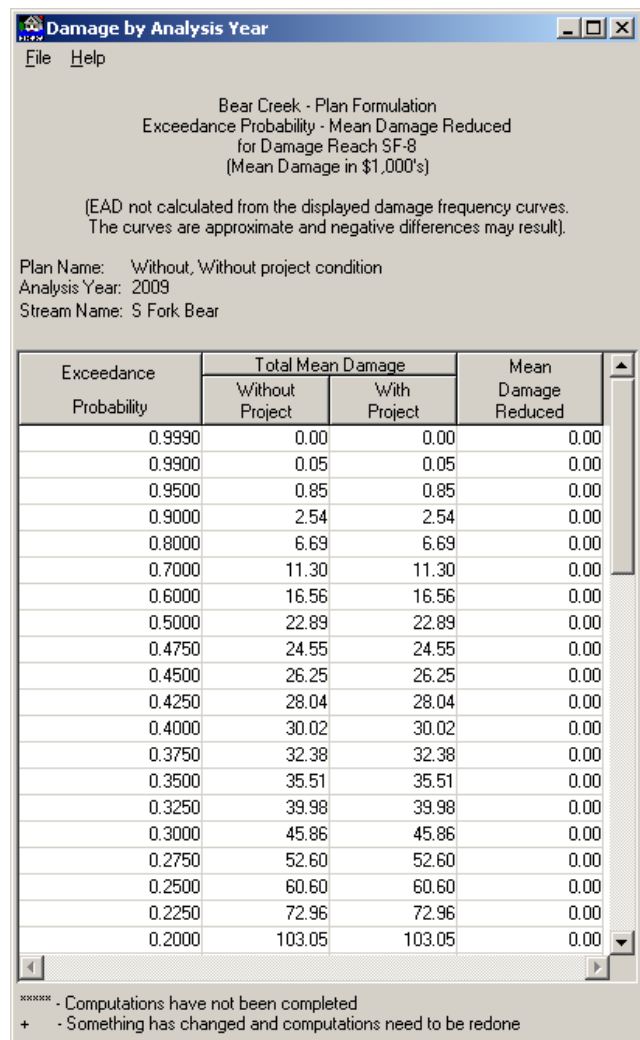 Damage by Analysis Year
File Help
Bear Creek - Plan Formulation
Exceedance Probability - Mean Damage Reduced
for Damage Reach SF-8
(Mean Damage in $1,000's)
(EAD not calculated from the displayed damage frequency curves.
The curves are approximate and negative differences may result).
Plan Name: Without, Without project condition
Analysis Year: 2009
Stream Name: S Fork Bear
Exceedance Probability
Total Mean Damage
Without Project
With Project
Mean Damage Reduced
0.9990 0.00 0.00 0.00
0.9900 0.05 0.05 0.00
0.9500 0.85 0.85 0.00
0.9000 2.54 2.54 0.00
0.8000 6.69 6.69 0.00
0.7000 11.30 11.30 0.00
0.6000 16.56 16.56 0.00
0.5000 22.89 22.89 0.00
0.4750 24.55 24.55 0.00
0.4500 26.25 26.25 0.00
0.4250 28.04 28.04 0.00
0.4000 30.02 30.02 0.00
0.3750 32.38 32.38 0.00
0.3500 35.51 35.51 0.00
0.3250 39.98 39.98 0.00
0.3000 45.86 45.86 0.00
0.2750 52.60 52.60 0.00
0.2500 60.60 60.60 0.00
0.2250 72.96 72.96 0.00
0.2000 103.05 103.05 0.00
***** - Computations have not been completed
+ - Something has changed and computations need to be redone